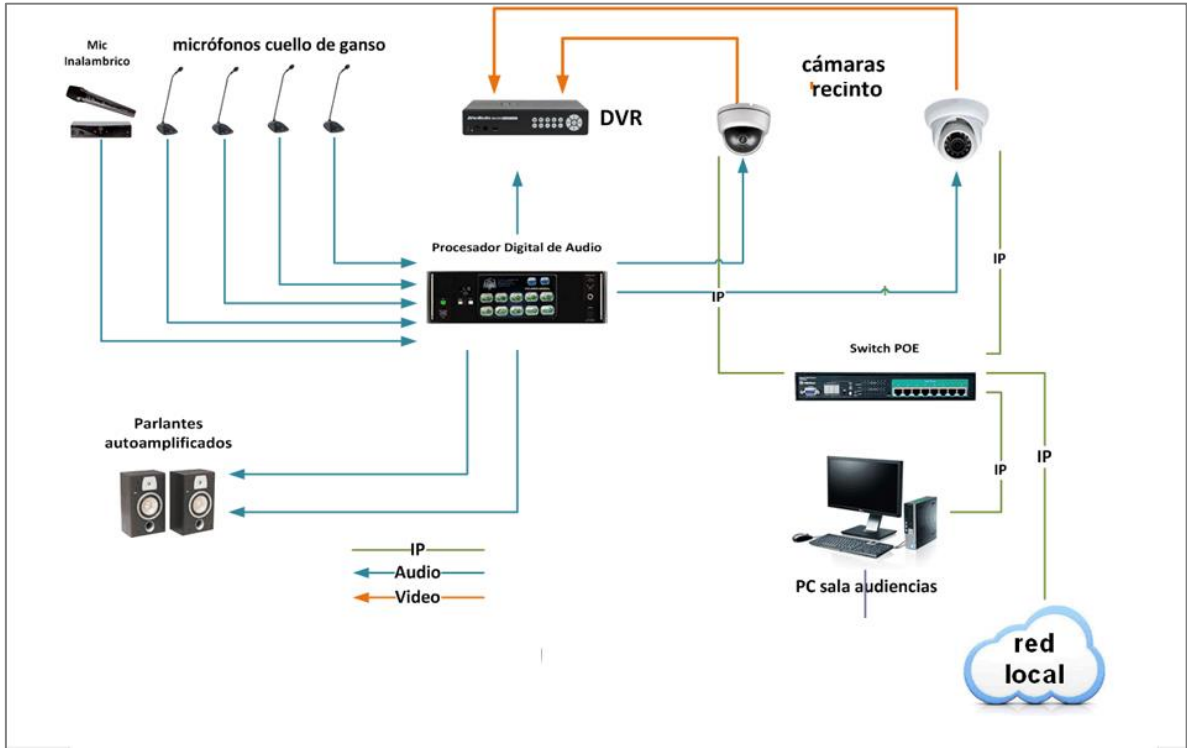 Mic
Inalambrico
micrófonos cuello de ganso
DVR
cámaras
recinto
Procesador Digital de Audio
IP
IP
Switch POE
Parlantes
autoamplificados
IP
IP
IP
Audio
Video
PC sala audiencias
red
local